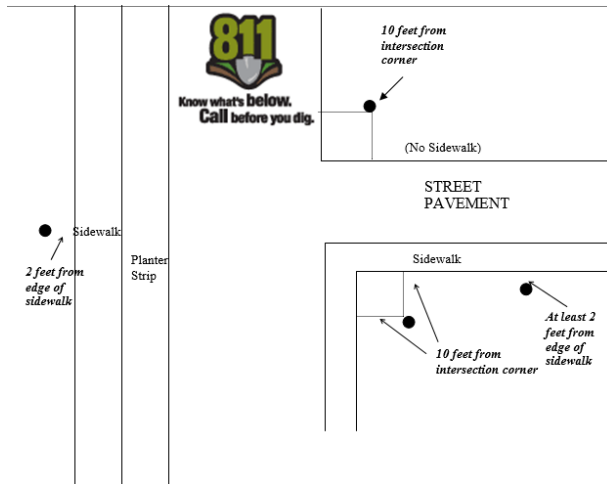 811
Know what's below.
Call before you dig.
10 feet from
intersection
corner
(No Sidewalk)
STREET
PAVEMENT
Sidewalk
Planter
Strip
2 feet from
edge of
sidewalk
Sidewalk
At least 2
feet from
edge of
sidewalk
10 feet from
intersection corner